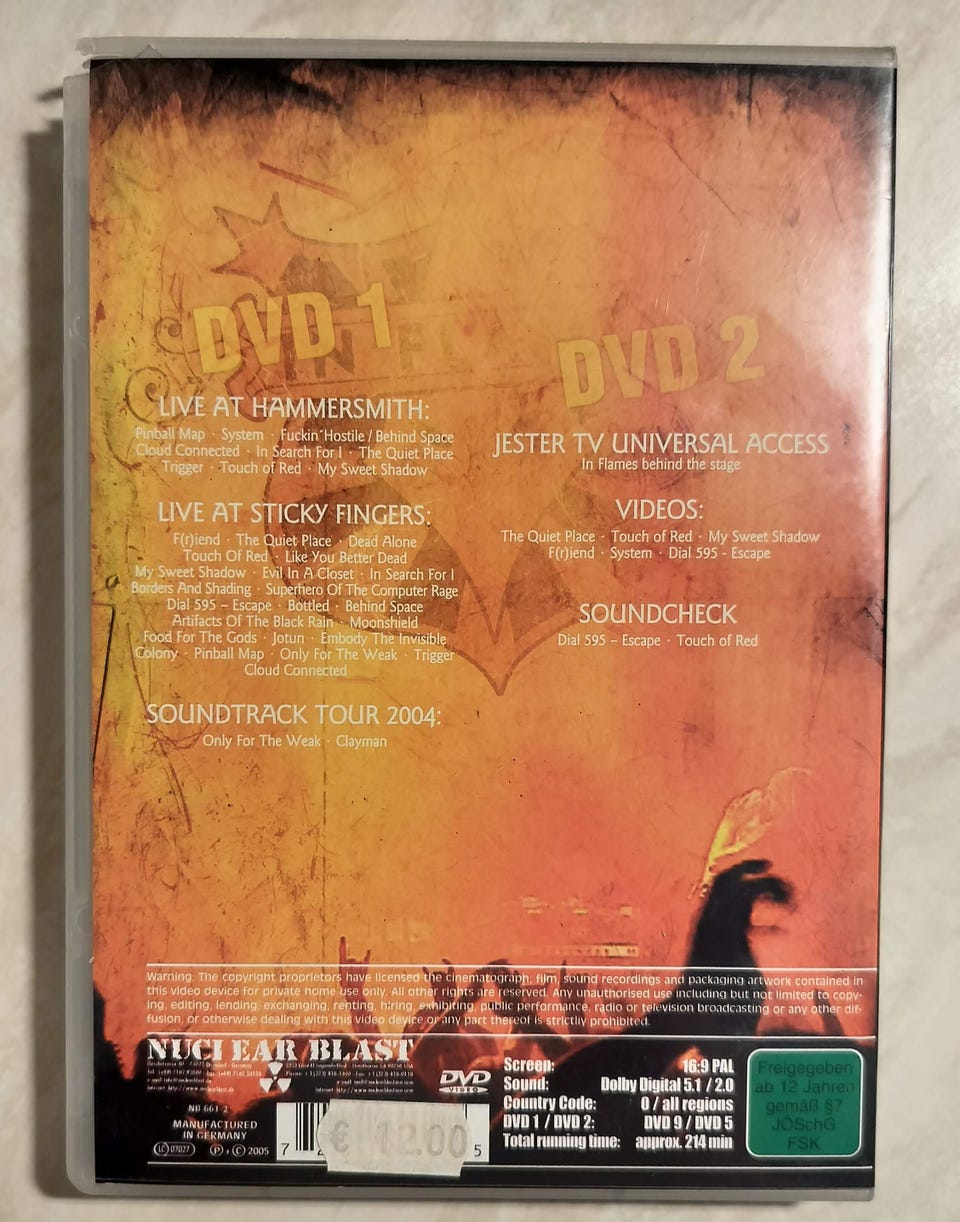 DVD 1
LIVE AT HAMMERSMITH:
Pinball Map · System · Fuckin´Hostile / Behind Space
Cloud Connected · In Search For I · The Quiet Place
Trigger · Touch of Red · My Sweet Shadow
LIVE AT STICKY FINGERS:
F(r)iend · The Quiet Place · Dead Alone
Touch Of Red · Like You Better Dead
My Sweet Shadow · Evil In A Closet · In Search For I
Borders And Shading · Superhero Of The Computer Rage
Dial 595 – Escape · Bottled · Behind Space
Artifacts Of The Black Rain · Moonshield
Food For The Gods · Jotun · Embody The Invisible
Colony · Pinball Map · Only For The Weak · Trigger
Cloud Connected
SOUNDTRACK TOUR 2004:
Only For The Weak · Clayman
DVD 2
JESTER TV UNIVERSAL ACCESS
In Flames behind the stage
VIDEOS:
The Quiet Place · Touch of Red · My Sweet Shadow
F(r)iend · System · Dial 595 - Escape
SOUNDCHECK
Dial 595 – Escape · Touch of Red
Warning: The copyright proprietors have licensed the cinematograph, film, sound recordings and packaging artwork contained in
this video device for private home use only. All other rights are reserved. Any unauthorised use including but not limited to copy-
ing, editing, lending, exchanging, renting, hiring, exhibiting, public performance, radio or television broadcasting or any other dif-
fusion, or otherwise dealing with this video device or any part thereof is strictliy prohibited.
NUCLEAR BLAST
NB 661-2
MANUFACTURED
IN GERMANY
LC 07027 Ⓟ + © 2005
DVD
VIDEO
7
5
€ 12.00
Screen: 16:9 PAL
Sound: Dolby Digital 5.1 / 2.0
Country Code: 0 / all regions
DVD 1 / DVD 2: DVD 9 / DVD 5
Total running time: approx. 214 min
Freigegeben
ab 12 Jahren
gemäß §7
JÖSchG
FSK